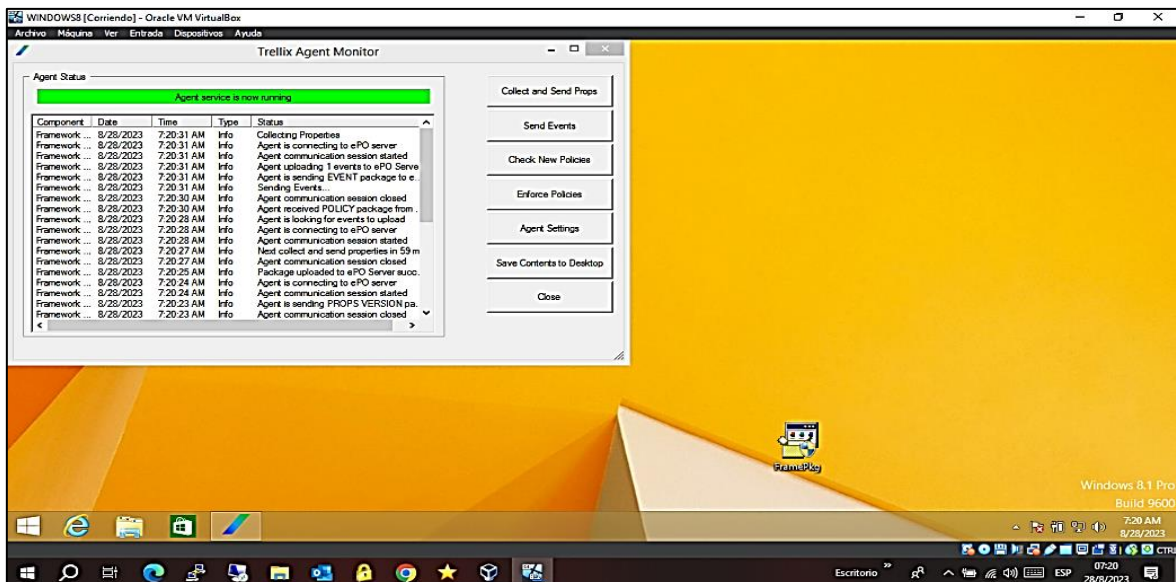 WINDOWS8 [Corriendo] - Oracle VM VirtualBox
Archivo Máquina Ver Entrada Dispositivos Ayuda
Trellix Agent Monitor
Agent Status
Agent service is now running
Component Date Time Type Status
Framework ... 8/28/2023 7:20:31 AM Info Collecting Properties
Framework ... 8/28/2023 7:20:31 AM Info Agent is connecting to ePO server
Framework ... 8/28/2023 7:20:31 AM Info Agent communication session started
Framework ... 8/28/2023 7:20:31 AM Info Agent uploading 1 events to ePO Serve
Framework ... 8/28/2023 7:20:31 AM Info Agent is sending EVENT package to e...
Framework ... 8/28/2023 7:20:31 AM Info Sending Events...
Framework ... 8/28/2023 7:20:30 AM Info Agent communication session closed
Framework ... 8/28/2023 7:20:30 AM Info Agent received POLICY package from ...
Framework ... 8/28/2023 7:20:28 AM Info Agent is looking for events to upload
Framework ... 8/28/2023 7:20:28 AM Info Agent is connecting to ePO server
Framework ... 8/28/2023 7:20:28 AM Info Agent communication session started
Framework ... 8/28/2023 7:20:27 AM Info Next collect and send properties in 59 m
Framework ... 8/28/2023 7:20:27 AM Info Agent communication session closed
Framework ... 8/28/2023 7:20:25 AM Info Package uploaded to ePO Server succ...
Framework ... 8/28/2023 7:20:24 AM Info Agent is connecting to ePO server
Framework ... 8/28/2023 7:20:24 AM Info Agent communication session started
Framework ... 8/28/2023 7:20:23 AM Info Agent is sending PROPS VERSION pa...
Framework ... 8/28/2023 7:20:23 AM Info Agent communication session closed
Collect and Send Props
Send Events
Check New Policies
Enforce Policies
Agent Settings
Save Contents to Desktop
Close
FramePkg
Windows 8.1 Pro
Build 9600
7:20 AM
8/28/2023
CTRL
Escritorio
ESP
07:20
28/8/2023